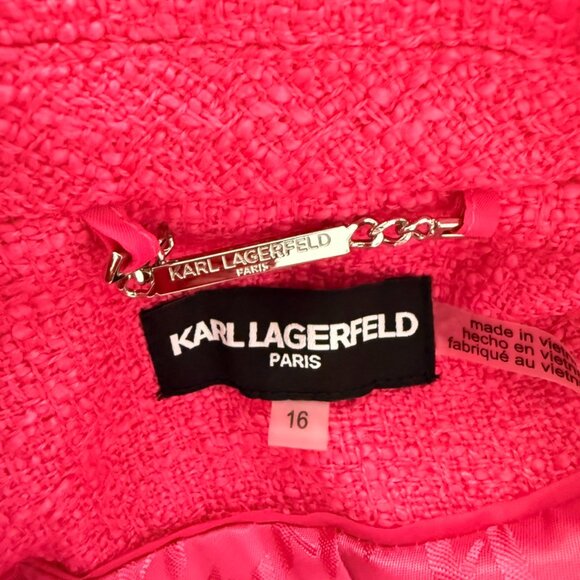 KARL LAGERFELD
PARIS
KARL LAGERFELD
PARIS
16
made in
hecho en
fabriqué au